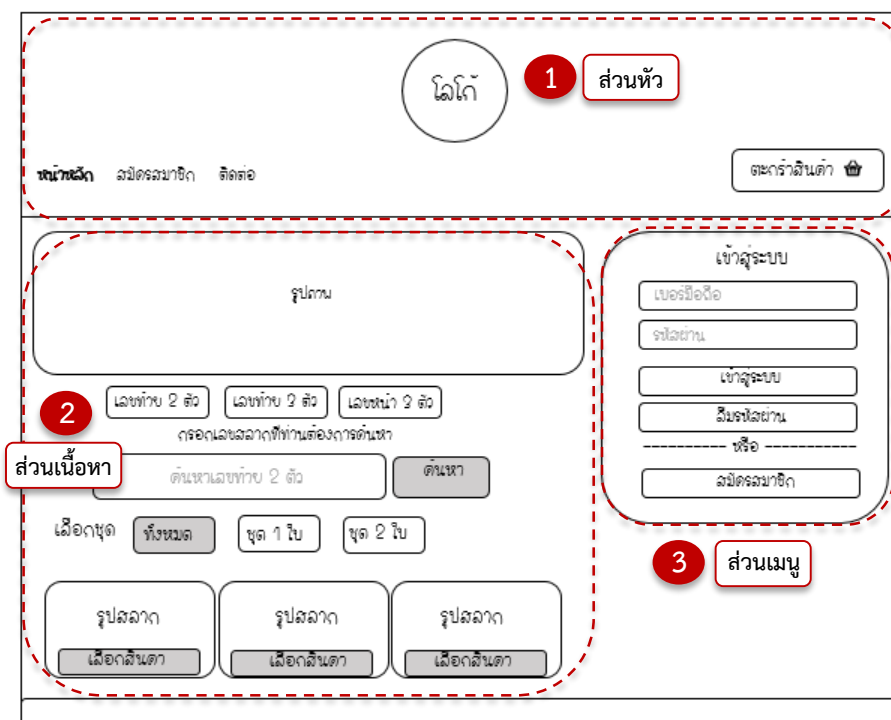 โลโก้
1 ส่วนหัว
หน้าหลัก สมัครสมาชิก ติดต่อ
ตะกร้าสินค้า
รูปภาพ
เลขท้าย 2 ตัว เลขท้าย 3 ตัว เลขหน้า 3 ตัว
กรอกเลขสลากที่ท่านต้องการค้นหา
ค้นหาเลขท้าย 2 ตัว ค้นหา
เลือกชุด ทั้งหมด ชุด 1 ใบ ชุด 2 ใบ
รูปสลาก รูปสลาก รูปสลาก
เลือกสินค้า เลือกสินค้า เลือกสินค้า
2
ส่วนเนื้อหา
เข้าสู่ระบบ
เบอร์มือถือ
รหัสผ่าน
เข้าสู่ระบบ
ลืมรหัสผ่าน
---------- หรือ -----------
สมัครสมาชิก
3 ส่วนเมนู